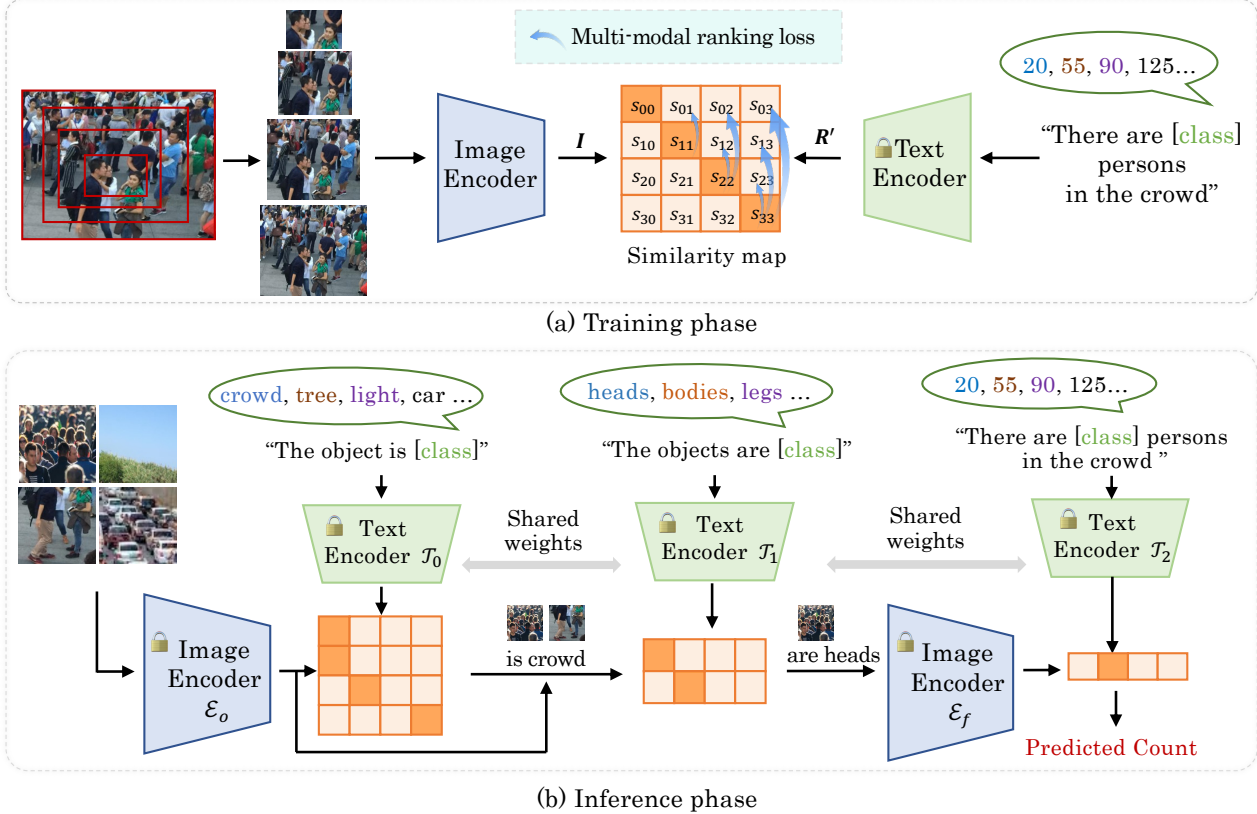 Multi-modal ranking loss
20, 55, 90, 125...
"There are [class]
persons
in the crowd"
Image
Encoder
I
s00 s01 s02 s03
s10 s11 s12 s13
s20 s21 s22 s23
s30 s31 s32 s33
Similarity map
R′
Text
Encoder
(a) Training phase
crowd, tree, light, car ...
"The object is [class]"
heads, bodies, legs ...
"The objects are [class]"
20, 55, 90, 125...
"There are [class] persons
in the crowd "
Text
Encoder 𝒯0
Shared
weights
Text
Encoder 𝒯1
Shared
weights
Text
Encoder 𝒯2
Image
Encoder
ℰo
is crowd
are heads
Image
Encoder
ℰf
Predicted Count
(b) Inference phase